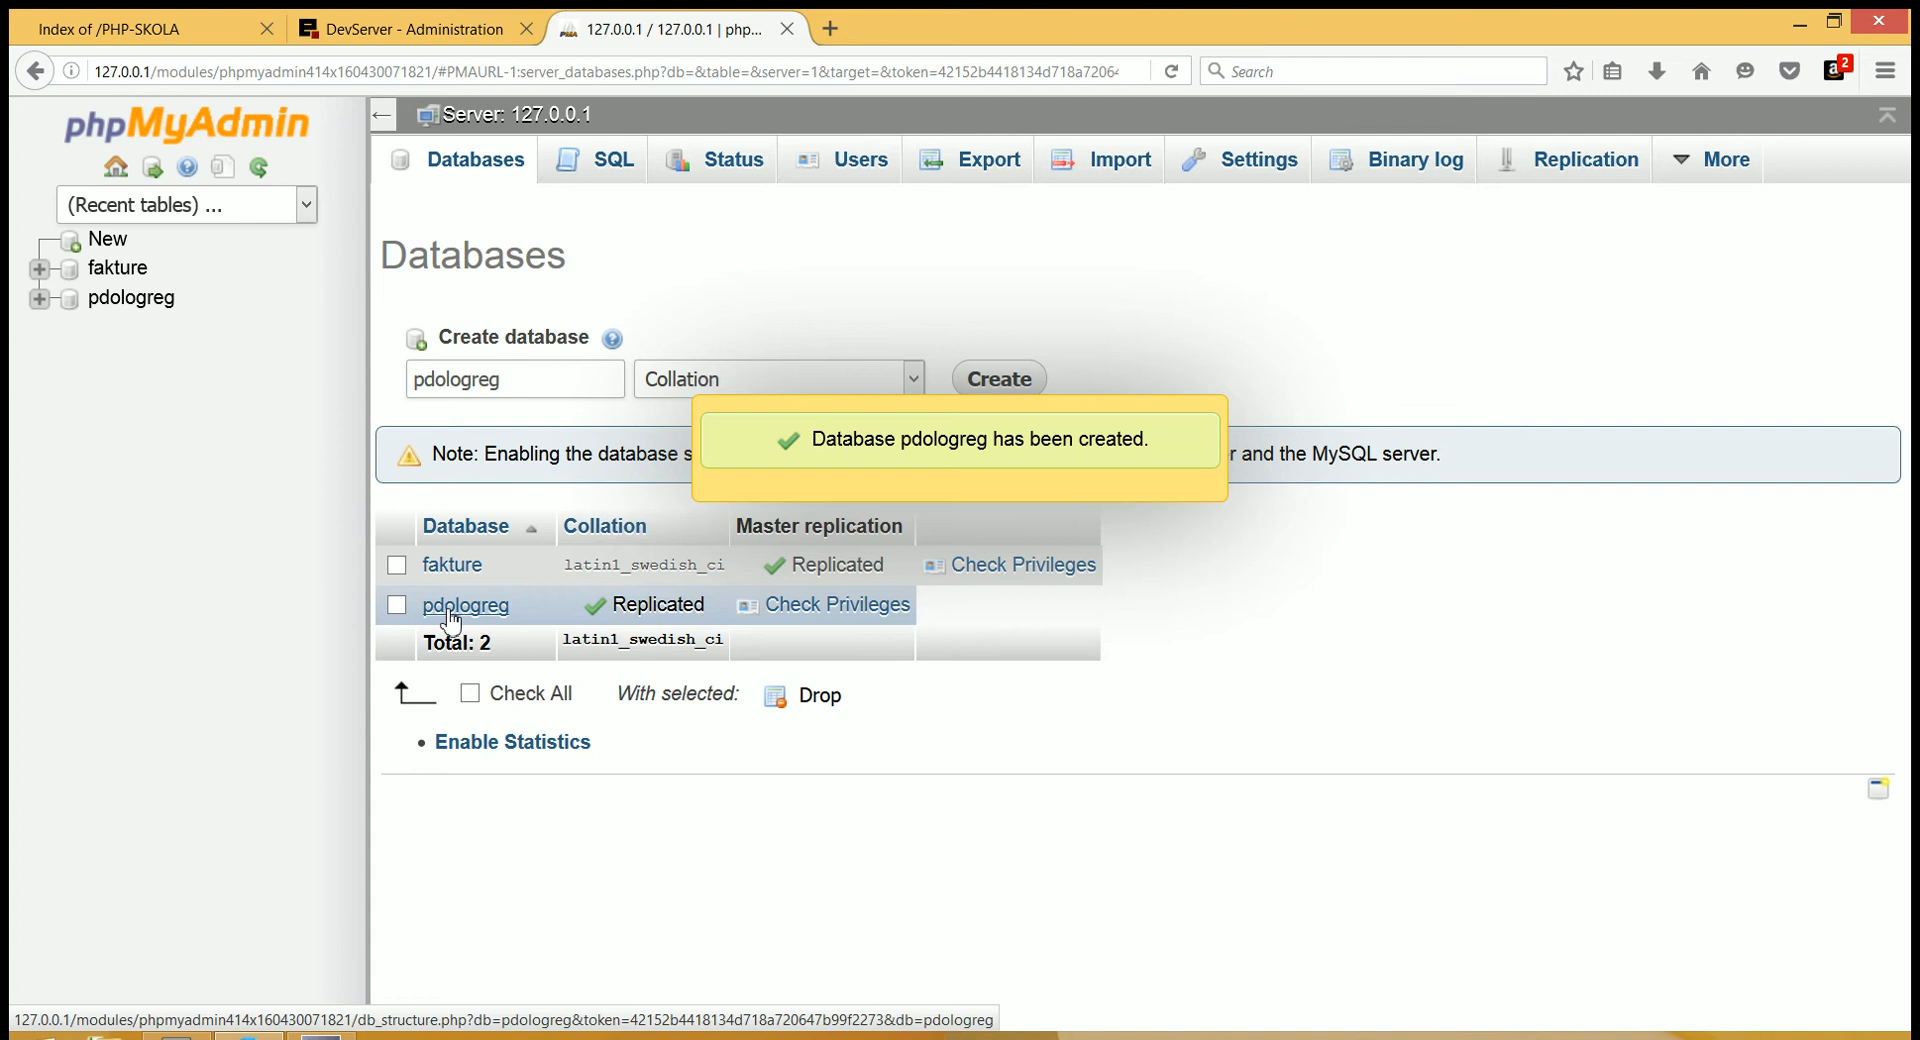 Index of /PHP-SKOLA
DevServer - Administration
127.0.0.1 / 127.0.0.1 | php...
127.0.0.1/modules/phpmyadmin414x160430071821/#PMAURL-1:server_databases.php?db=&table=&server=1&target=&token=42152b4418134d718a72064
Search
a 2
phpMyAdmin
Server: 127.0.0.1
Databases SQL Status Users Export Import Settings Binary log Replication More
(Recent tables) ...
New
fakture
pdologreg
Databases
Create database
pdologreg Collation Create
Database pdologreg has been created.
Note: Enabling the database s
r and the MySQL server.
Database Collation Master replication
fakture latin1_swedish_ci Replicated Check Privileges
pdologreg Replicated Check Privileges
Total: 2 latin1_swedish_ci
Check All With selected: Drop
Enable Statistics
127.0.0.1/modules/phpmyadmin414x160430071821/db_structure.php?db=pdologreg&token=42152b4418134d718a720647b99f2273&db=pdologreg